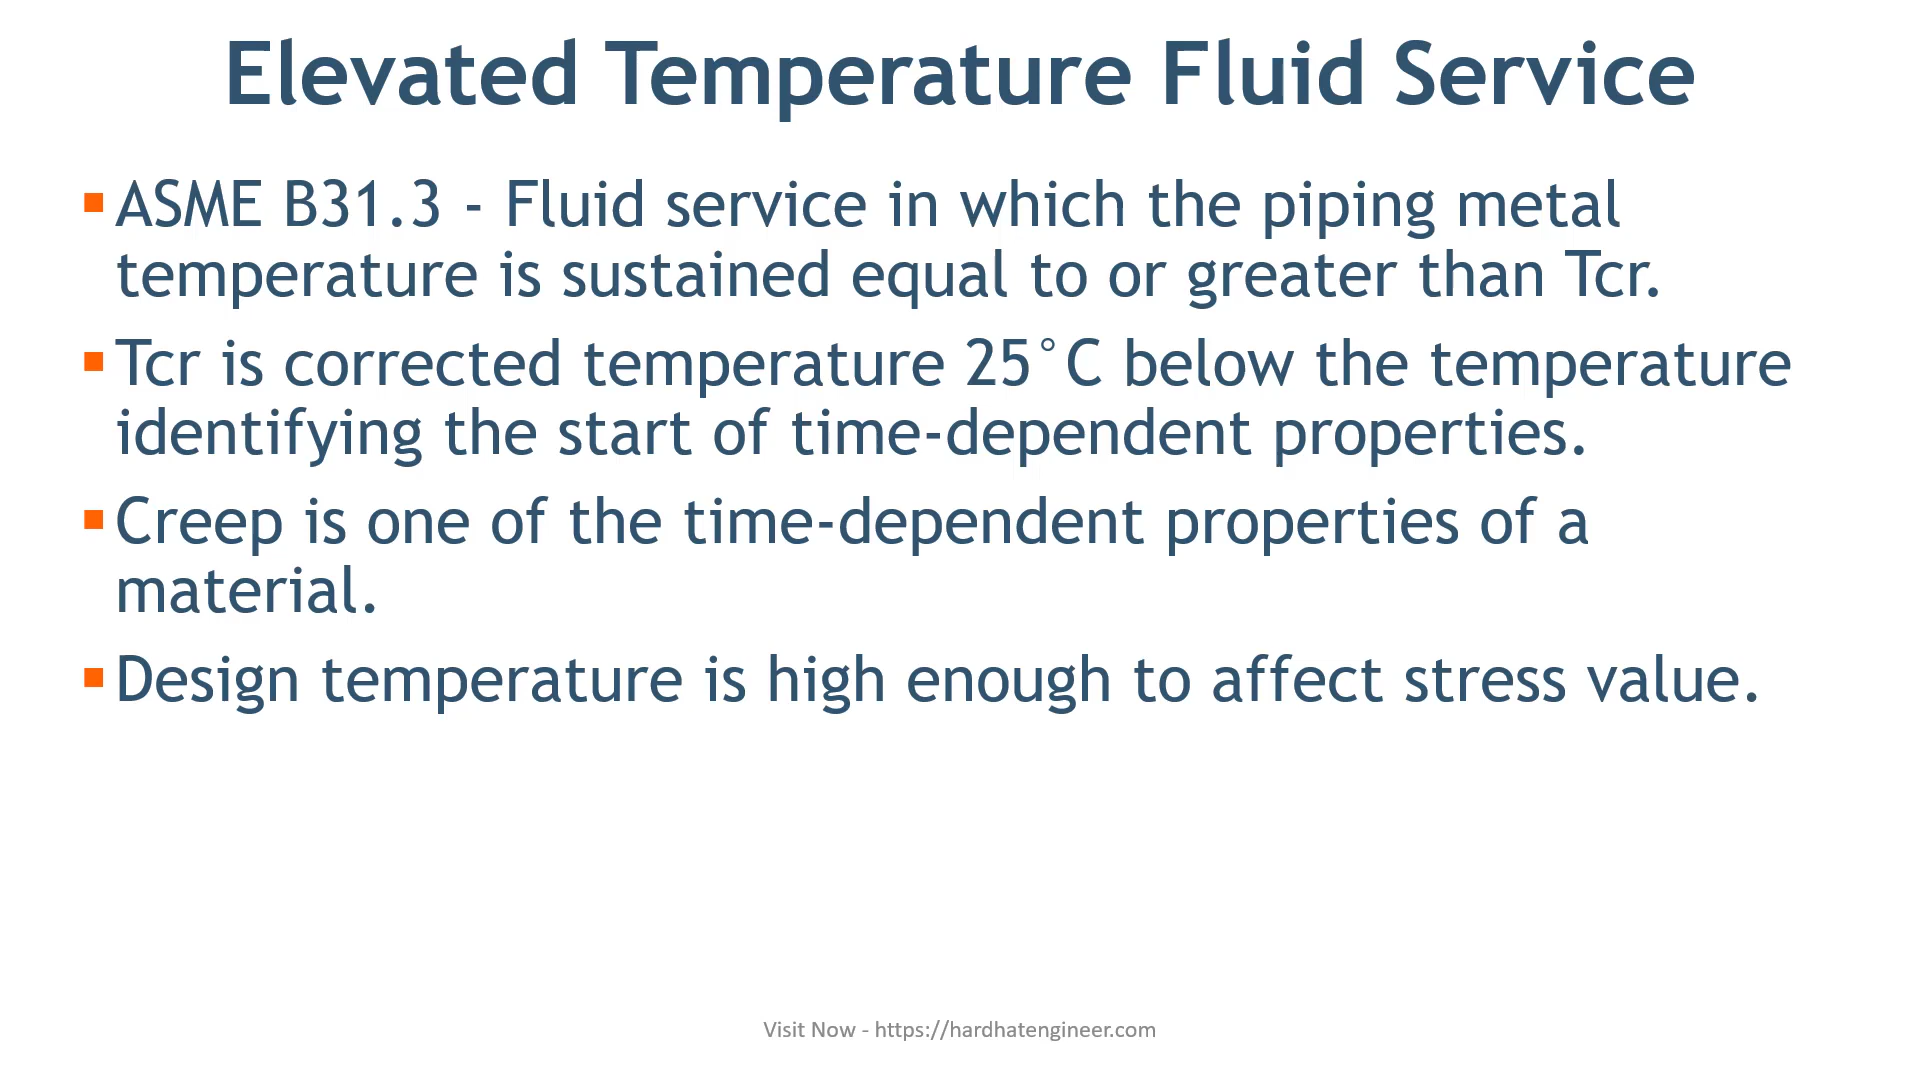 Elevated Temperature Fluid Service
▪ASME B31.3 - Fluid service in which the piping metal
temperature is sustained equal to or greater than Tcr.
▪Tcr is corrected temperature 25°C below the temperature
identifying the start of time-dependent properties.
▪Creep is one of the time-dependent properties of a
material.
▪Design temperature is high enough to affect stress value.
Visit Now - https://hardhatengineer.com